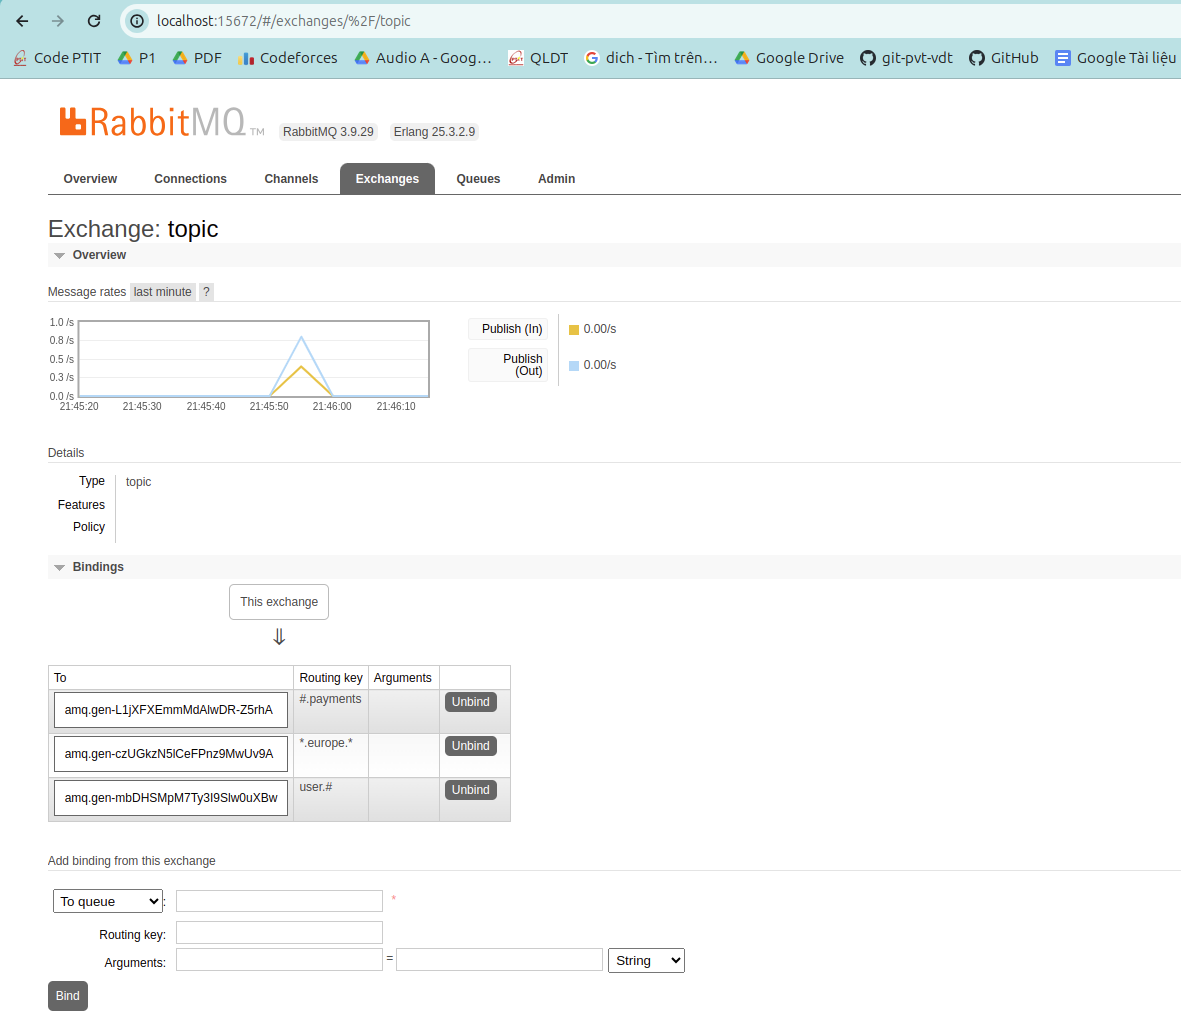 localhost:15672/#/exchanges/%2F/topic
Code PTIT P1 PDF Codeforces Audio A - Goog... QLDT dich - Tìm trên... Google Drive git-pvt-vdt GitHub Google Tài liệu
RabbitMQ TM RabbitMQ 3.9.29 Erlang 25.3.2.9
Overview Connections Channels Exchanges Queues Admin
Exchange: topic
Overview
Message rates last minute ?
1.0 /s
0.8 /s
0.5 /s
0.3 /s
0.0 /s
21:45:20 21:45:30 21:45:40 21:45:50 21:46:00 21:46:10
Publish (In) 0.00/s
Publish (Out) 0.00/s
Details
Type topic
Features
Policy
Bindings
This exchange
⇓
To Routing key Arguments
amq.gen-L1jXFXEmmMdAlwDR-Z5rhA #.payments Unbind
amq.gen-czUGkzN5lCeFPnz9MwUv9A *.europe.* Unbind
amq.gen-mbDHSMpM7Ty3I9Slw0uXBw user.# Unbind
Add binding from this exchange
To queue : *
Routing key:
Arguments: = String
Bind